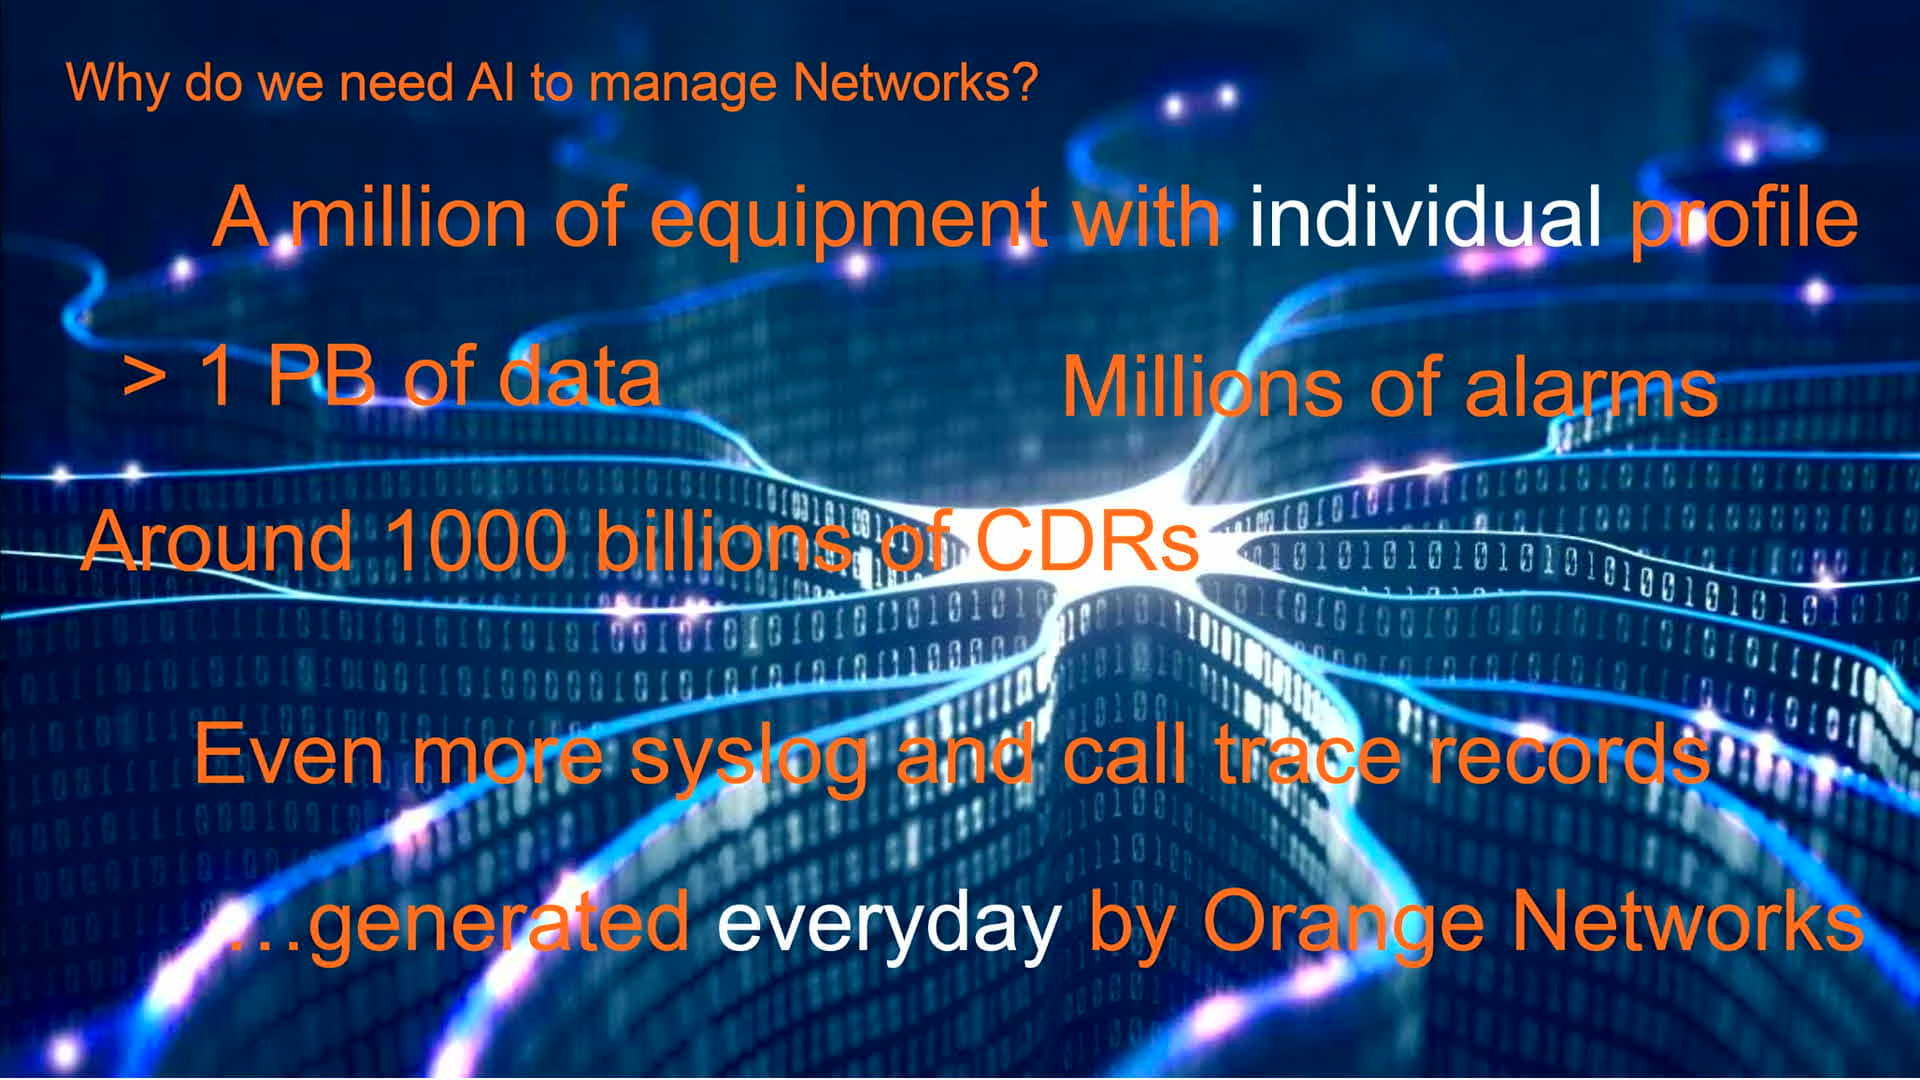 Why do we need AI to manage Networks?
A million of equipment with individual profile
> 1 PB of data
Millions of alarms
Around 1000 billions of CDRs
Even more syslog and call trace records
...generated everyday by Orange Networks